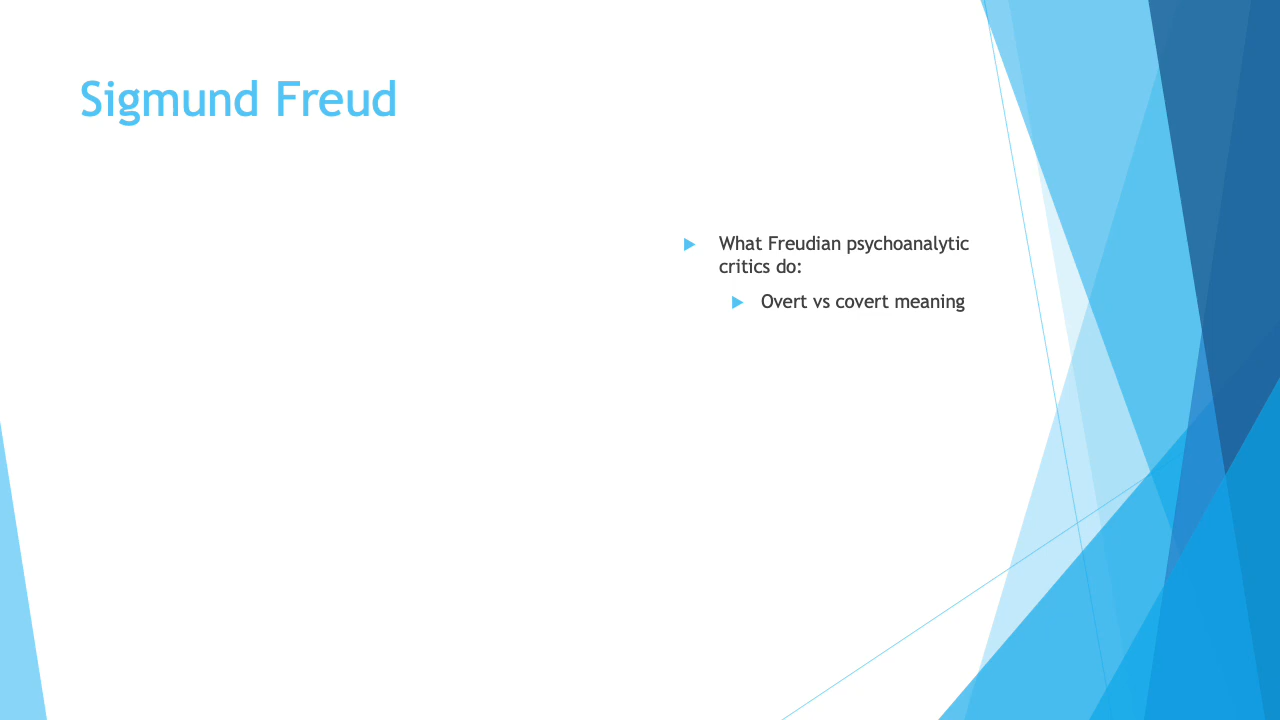 Sigmund Freud
What Freudian psychoanalytic
critics do:
Overt vs covert meaning